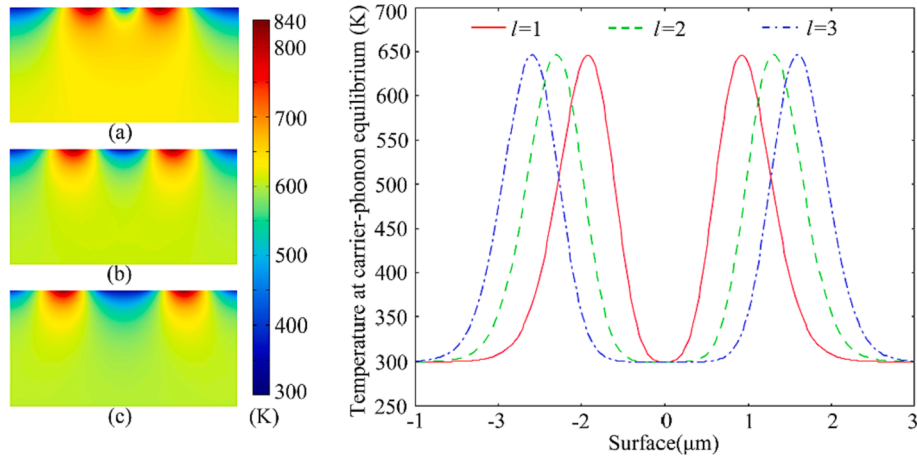 (a)
(b)
(c)
840
800
700
600
500
400
300
(K)
Temperature at carrier-phonon equilibrium (K)
700
650
600
550
500
450
400
350
300
250
l=1
l=2
l=3
-1
-3
-2
0
1
2
3
Surface(μm)